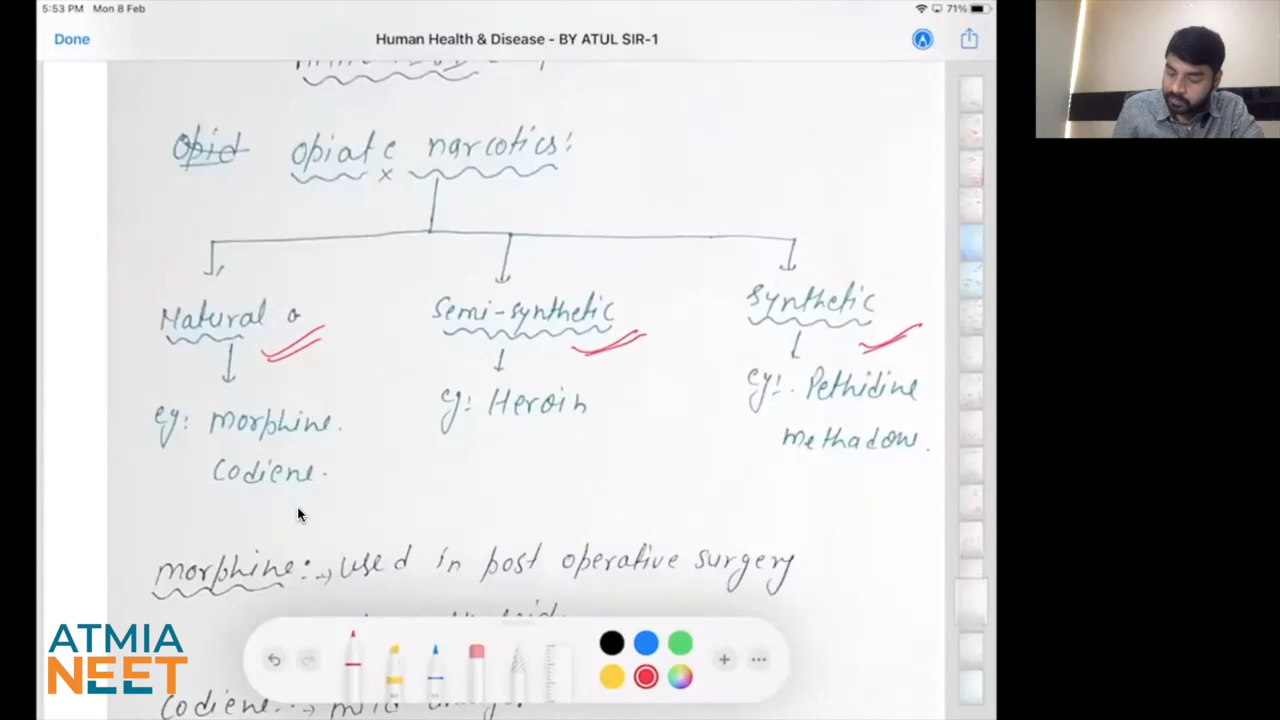 5:53 PM Mon 8 Feb
71%
Done
Human Health & Disease - BY ATUL SIR-1
Opid opiate narcotics:
x
Natural o
Semi-synthetic
Synthetic
eg: morphine.
codiene.
eg: Heroin
eg: Pethidine
methadow.
morphine: → used in post operative surgery
Codiene → mild
ATMIA
NEET